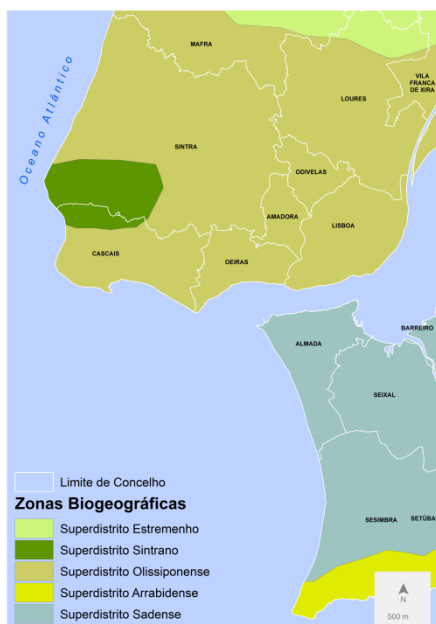 MAFRA
VILA
FRANCA
DE XIRA
LOURES
Oceano Atlântico
SINTRA
ODIVELAS
AMADORA
LISBOA
CASCAIS
OEIRAS
BARREIRO
ALMADA
SEIXAL
SESIMBRA
SETÚBA
Limite de Concelho
Zonas Biogeográficas
Superdistrito Estremenho
Superdistrito Sintrano
Superdistrito Olissiponense
Superdistrito Arrabidense
Superdistrito Sadense
N
500 m